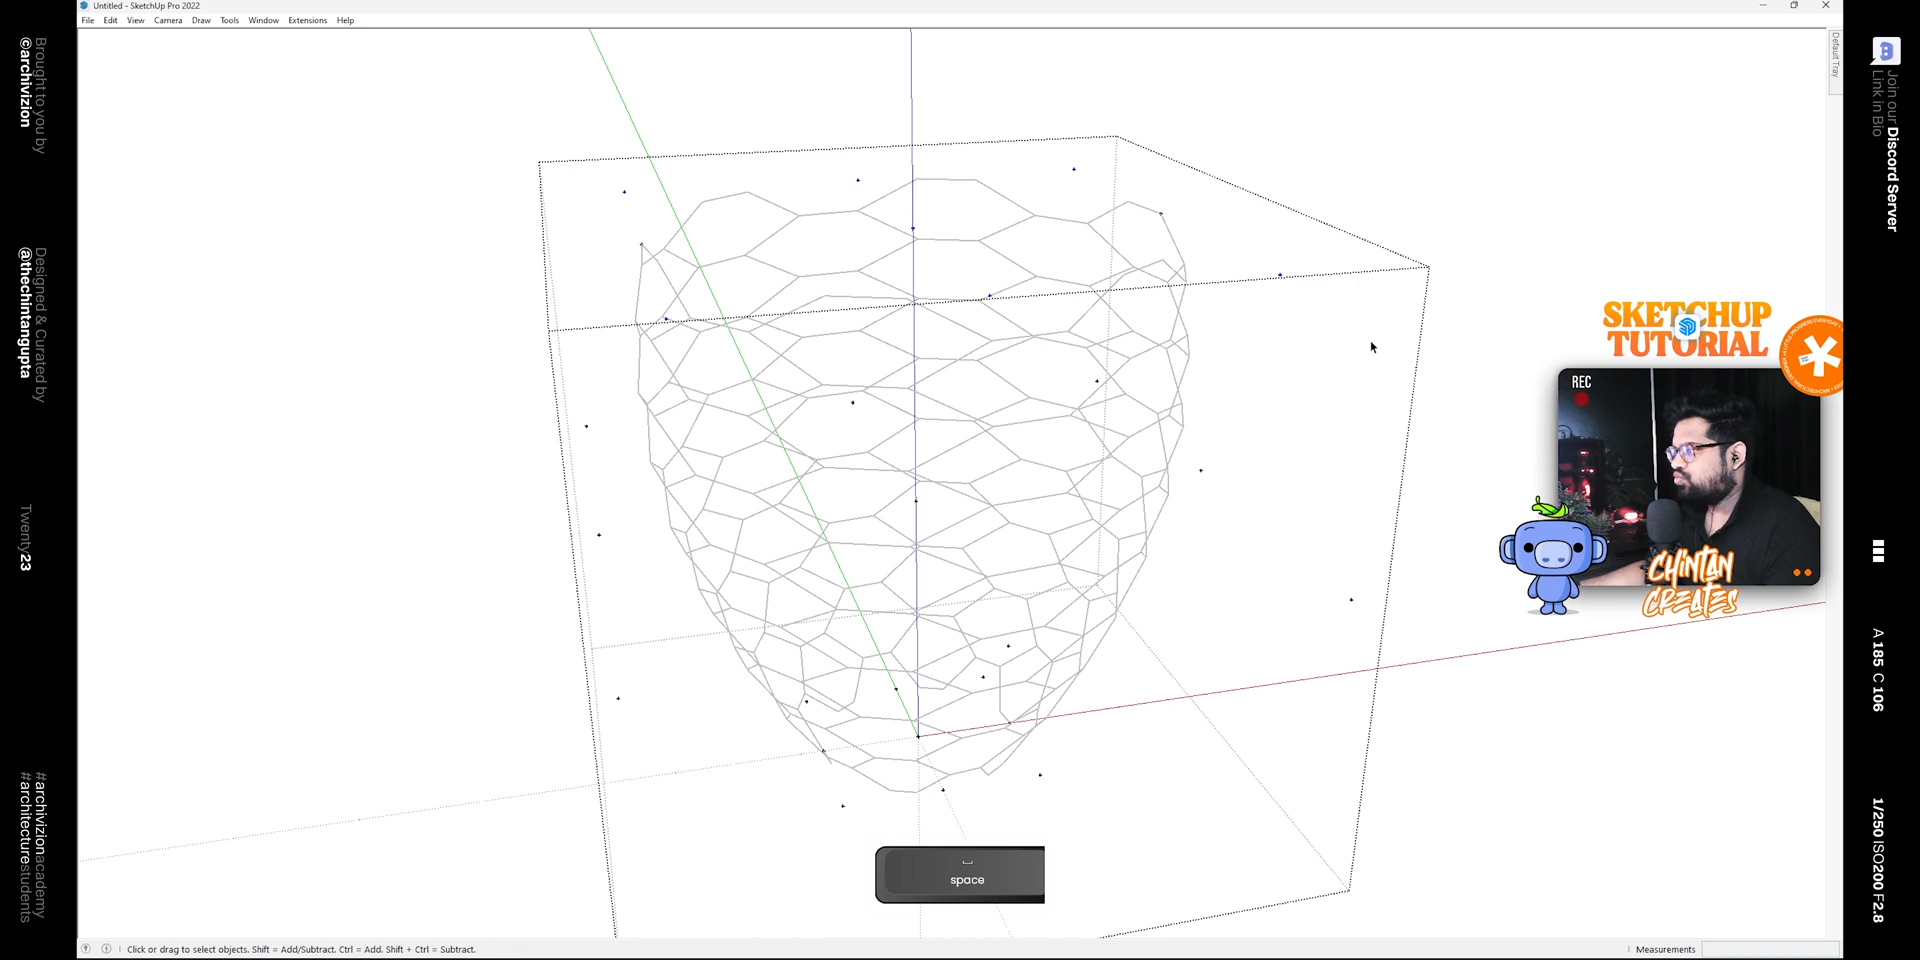 Untitled - SketchUp Pro 2022
File Edit View Camera Draw Tools Window Extensions Help
Default Tray
Brought to you by
©archivizion
Designed & Curated by
@thechintangupta
Twenty23
#archivizionacademy
#architecturestudents
Join our Discord Server
Link in Bio
SKETCHUP
TUTORIAL
REC
CHINTAN
CREATES
A 185 C 106
1/250 ISO200 F2.8
space
Click or drag to select objects. Shift = Add/Subtract. Ctrl = Add. Shift + Ctrl = Subtract.
Measurements